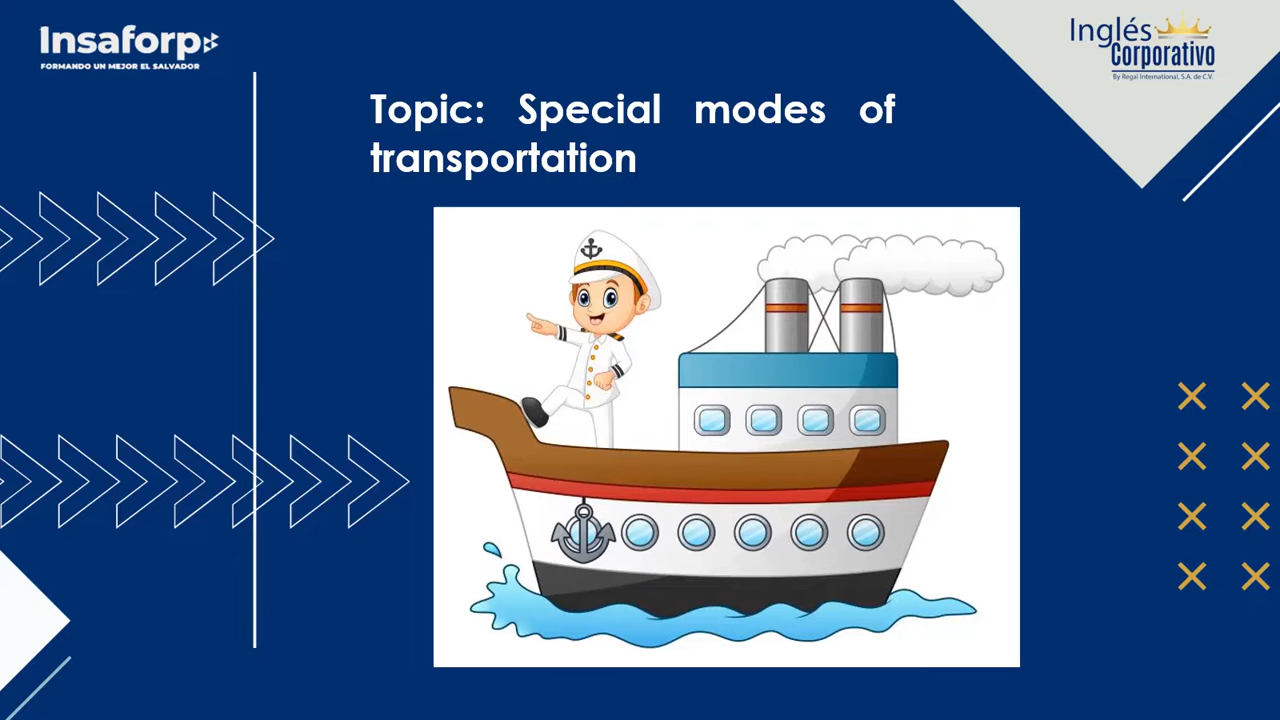 Insaforp
FORMANDO UN MEJOR EL SALVADOR
Inglés
Corporativo
By Regal International, S.A. de C.V.
Topic: Special modes of
transportation